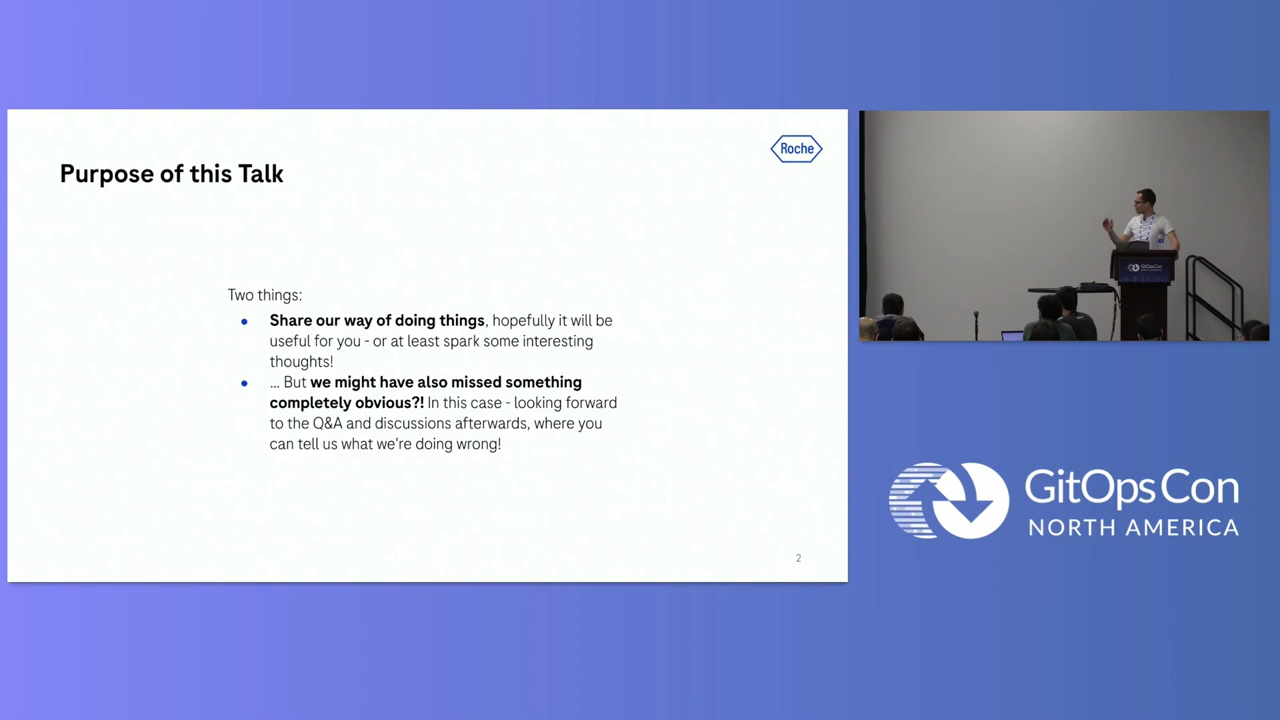 Purpose of this Talk
Roche
Two things:
● Share our way of doing things, hopefully it will be
useful for you - or at least spark some interesting
thoughts!
● ... But we might have also missed something
completely obvious?! In this case - looking forward
to the Q&A and discussions afterwards, where you
can tell us what we're doing wrong!
2
GitOpsCon
GitOpsCon
NORTH AMERICA